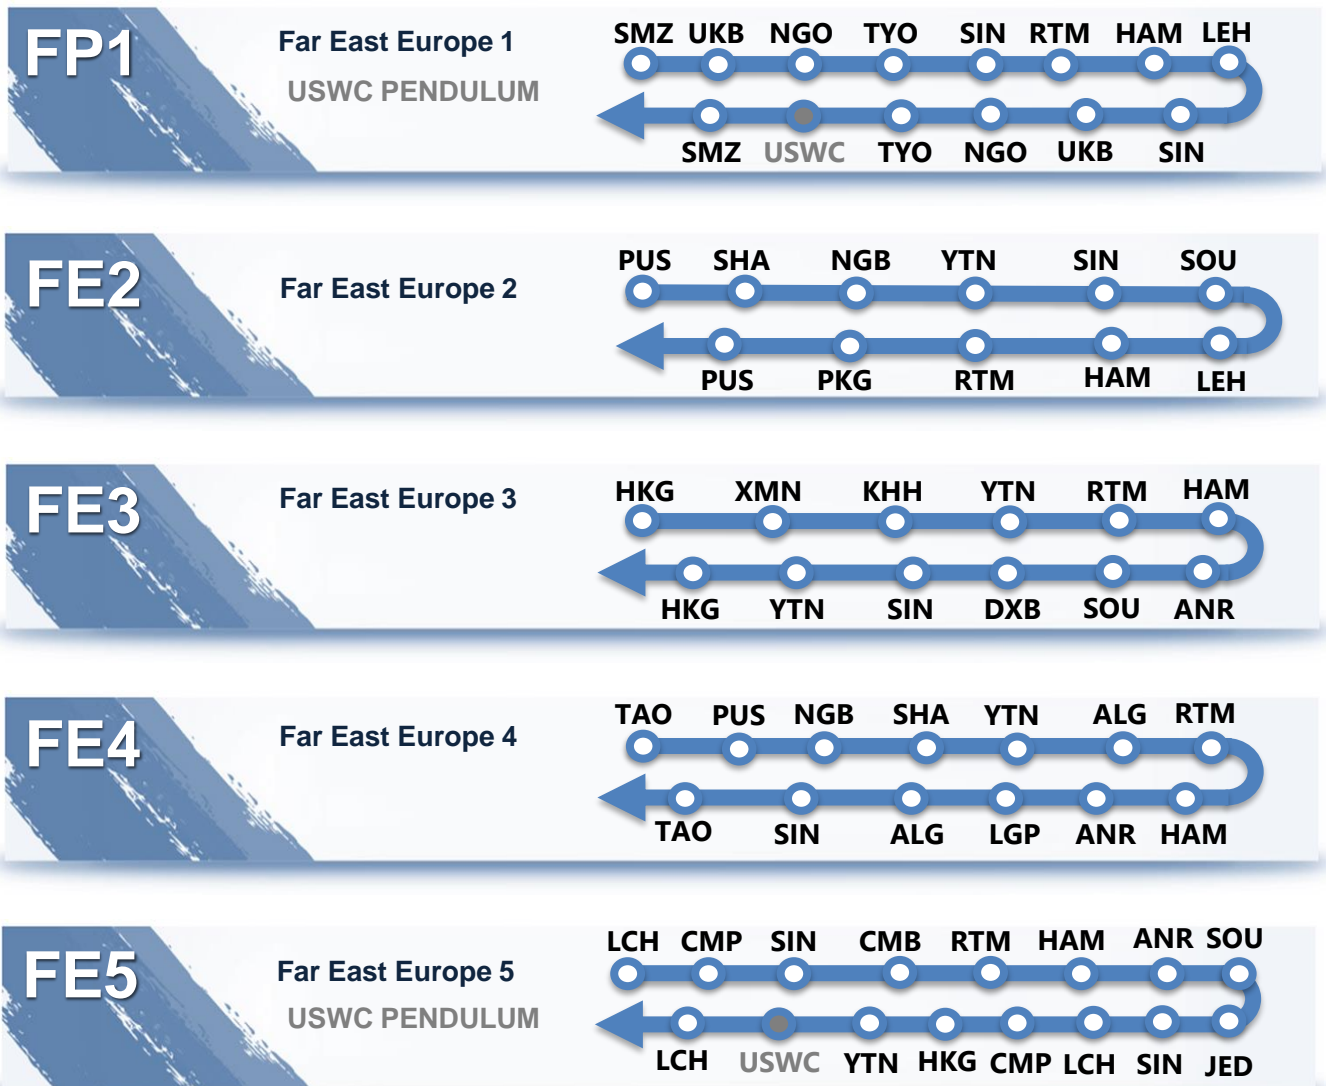 FP1
Far East Europe 1
USWC PENDULUM
SMZ UKB NGO TYO SIN RTM HAM LEH
SMZ USWC TYO NGO UKB SIN
FE2
Far East Europe 2
PUS SHA NGB YTN SIN SOU
PUS PKG RTM HAM LEH
FE3
Far East Europe 3
HKG XMN KHH YTN RTM HAM
HKG YTN SIN DXB SOU ANR
FE4
Far East Europe 4
TAO PUS NGB SHA YTN ALG RTM
TAO SIN ALG LGP ANR HAM
FE5
Far East Europe 5
USWC PENDULUM
LCH CMP SIN CMB RTM HAM ANR SOU
LCH USWC YTN HKG CMP LCH SIN JED